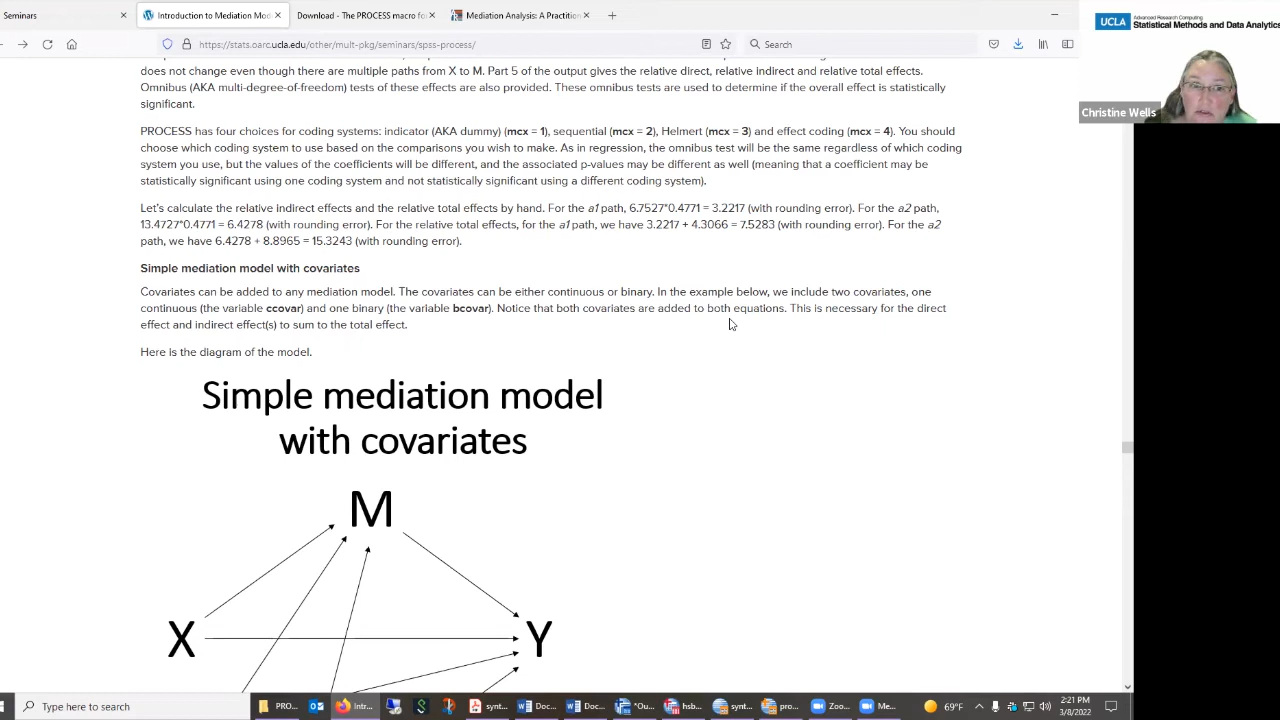 Seminars
Introduction to Mediation Mod
Download - The PROCESS macro fo
Mediation Analysis: A Practition
https://stats.oarc.ucla.edu/other/mult-pkg/seminars/spss-process/
Search
UCLA
Advanced Research Computing
Statistical Methods and Data Analytics
Christine Wells
does not change even though there are multiple paths from X to M. Part 5 of the output gives the relative direct, relative indirect and relative total effects.
Omnibus (AKA multi-degree-of-freedom) tests of these effects are also provided. These omnibus tests are used to determine if the overall effect is statistically
significant.
PROCESS has four choices for coding systems: indicator (AKA dummy) (mcx = 1), sequential (mcx = 2), Helmert (mcx = 3) and effect coding (mcx = 4). You should
choose which coding system to use based on the comparisons you wish to make. As in regression, the omnibus test will be the same regardless of which coding
system you use, but the values of the coefficients will be different, and the associated p-values may be different as well (meaning that a coefficient may be
statistically significant using one coding system and not statistically significant using a different coding system).
Let's calculate the relative indirect effects and the relative total effects by hand. For the a1 path, 6.7527*0.4771 = 3.2217 (with rounding error). For the a2 path,
13.4727*0.4771 = 6.4278 (with rounding error). For the relative total effects, for the a1 path, we have 3.2217 + 4.3066 = 7.5283 (with rounding error). For the a2
path, we have 6.4278 + 8.8965 = 15.3243 (with rounding error).
Simple mediation model with covariates
Covariates can be added to any mediation model. The covariates can be either continuous or binary. In the example below, we include two covariates, one
continuous (the variable ccovar) and one binary (the variable bcovar). Notice that both covariates are added to both equations. This is necessary for the direct
effect and indirect effect(s) to sum to the total effect.
Here is the diagram of the model.
Simple mediation model
with covariates
M
X
Y
Type here to search
PRO...
Intr...
synt...
Doc...
Doc...
*Ou...
hsb...
synt...
pro...
Zoo...
Me...
69°F
2:21 PM
3/8/2022